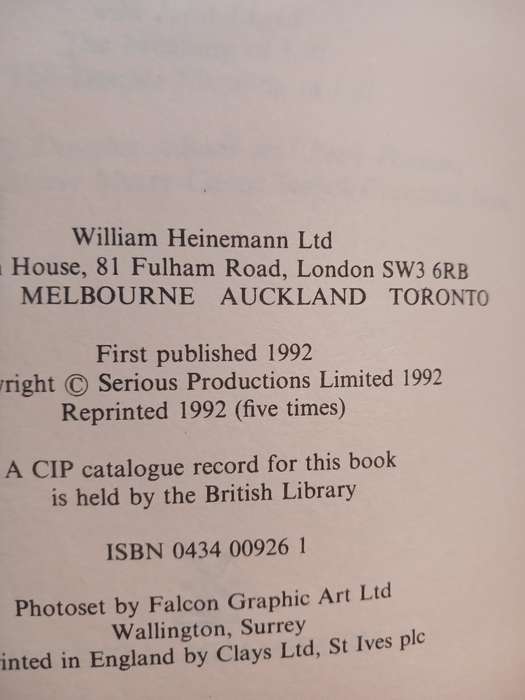 William Heinemann Ltd
House, 81 Fulham Road, London SW3 6RB
MELBOURNE AUCKLAND TORONTO
First published 1992
right © Serious Productions Limited 1992
Reprinted 1992 (five times)
A CIP catalogue record for this book
is held by the British Library
ISBN 0434 00926 1
Photoset by Falcon Graphic Art Ltd
Wallington, Surrey
inted in England by Clays Ltd, St Ives plc